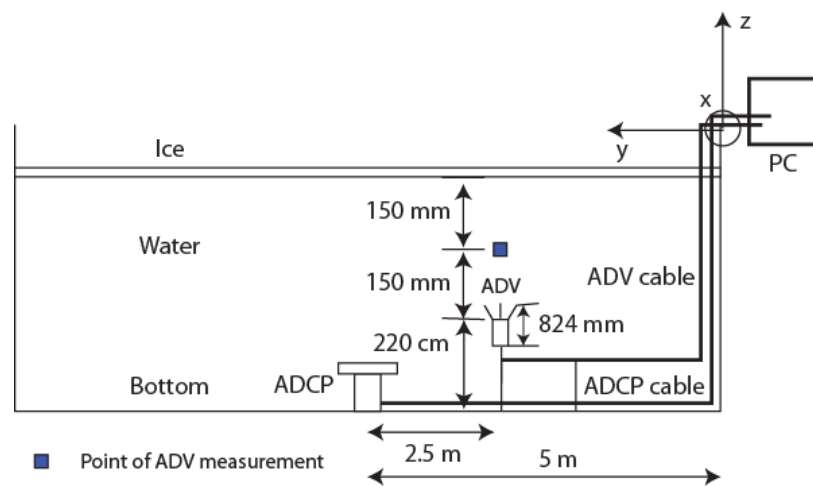 z
x
y
PC
Ice
150 mm
Water
150 mm
ADV
ADV cable
824 mm
220 cm
Bottom
ADCP
ADCP cable
2.5 m
5 m
Point of ADV measurement